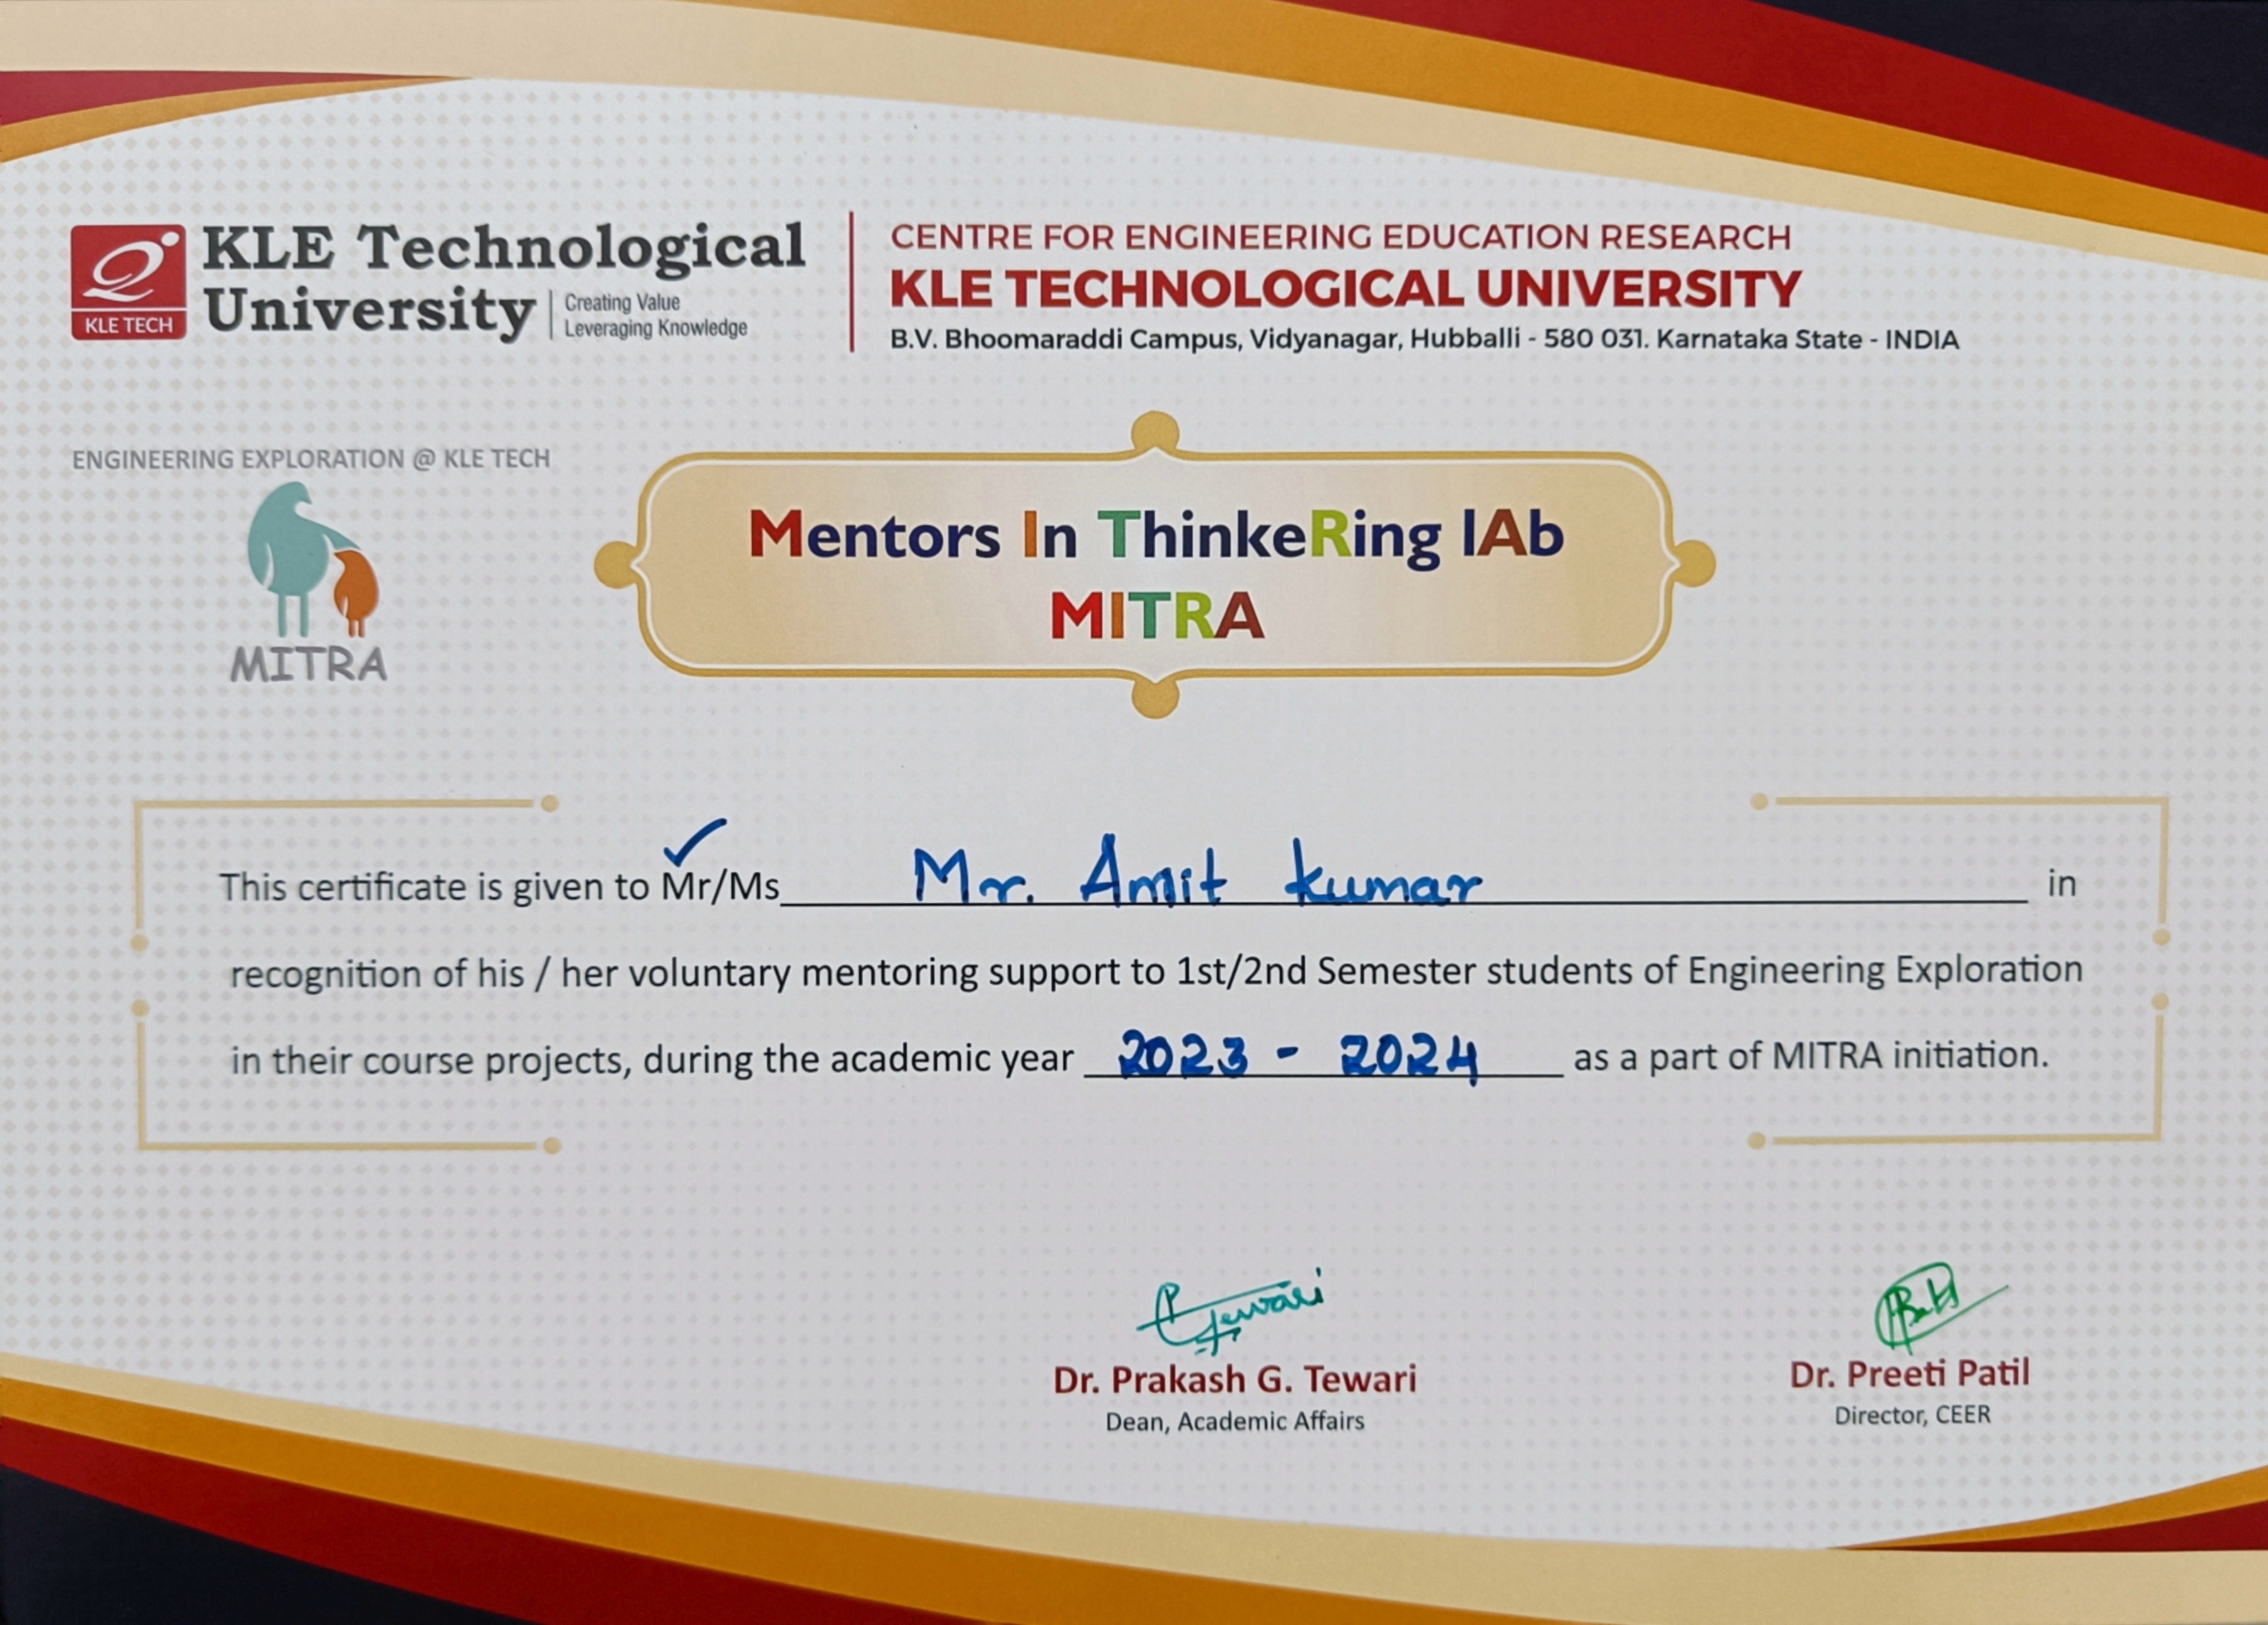 KLE Technological
University
Creating Value
Leveraging Knowledge
KLE TECH
CENTRE FOR ENGINEERING EDUCATION RESEARCH
KLE TECHNOLOGICAL UNIVERSITY
B.V. Bhoomaraddi Campus, Vidyanagar, Hubballi - 580 031. Karnataka State - INDIA
ENGINEERING EXPLORATION @ KLE TECH
MITRA
Mentors In ThinkeRing lAb
MITRA
This certificate is given to Mr/Ms Mr. Amit kumar in
recognition of his / her voluntary mentoring support to 1st/2nd Semester students of Engineering Exploration
in their course projects, during the academic year 2023 - 2024 as a part of MITRA initiation.
P Tewari
Dr. Prakash G. Tewari
Dean, Academic Affairs
Dr. Preeti Patil
Director, CEER